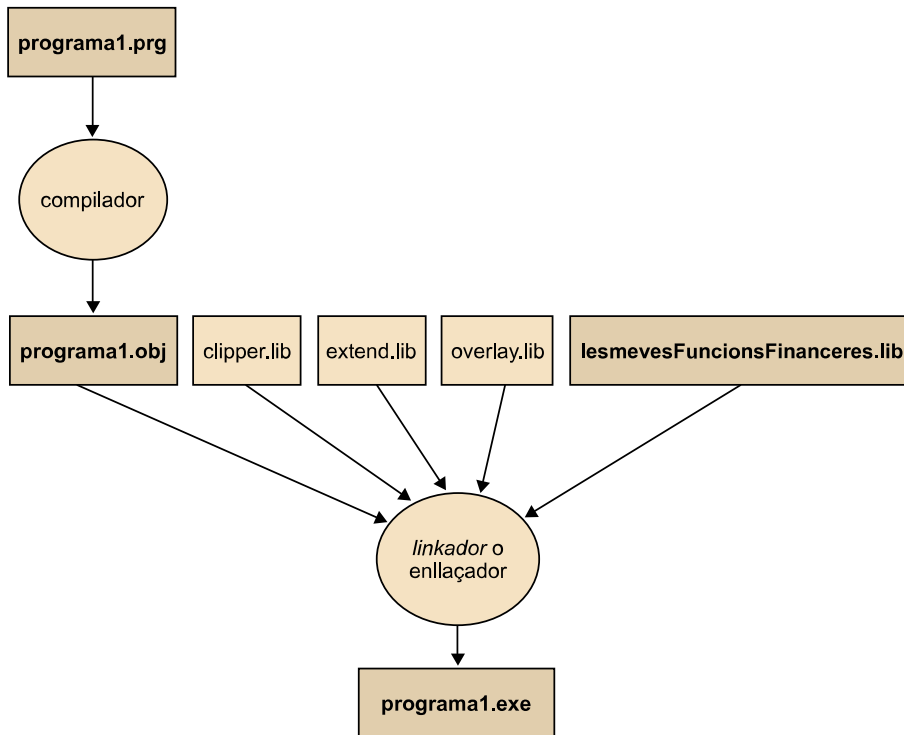 programa1.prg
compilador
programa1.obj
clipper.lib
extend.lib
overlay.lib
lesmevesFuncionsFinanceres.lib
linkador o
enllaçador
programa1.exe